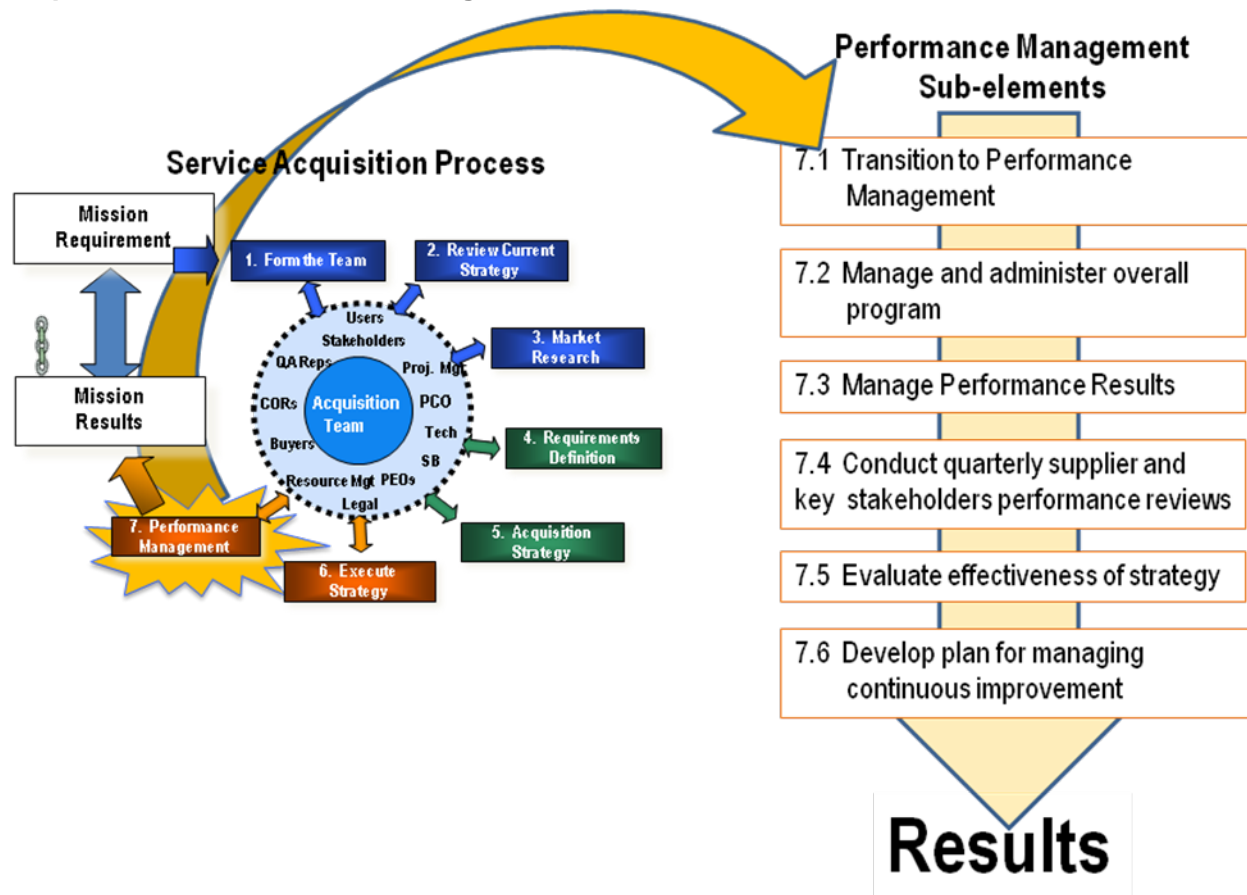 Service Acquisition Process
Mission
Requirement
Mission
Results
1. Form the Team
2. Review Current
Strategy
3. Market
Research
4. Requirements
Definition
5. Acquisition
Strategy
6. Execute
Strategy
7. Performance
Management
Users
Stakeholders
QA Reps
Proj. Mgt
CORs
PCO
Acquisition
Team
Tech
Buyers
SB
Resource Mgt
PEOs
Legal
Performance Management
Sub-elements
7.1 Transition to Performance
Management
7.2 Manage and administer overall
program
7.3 Manage Performance Results
7.4 Conduct quarterly supplier and
key stakeholders performance reviews
7.5 Evaluate effectiveness of strategy
7.6 Develop plan for managing
continuous improvement
Results